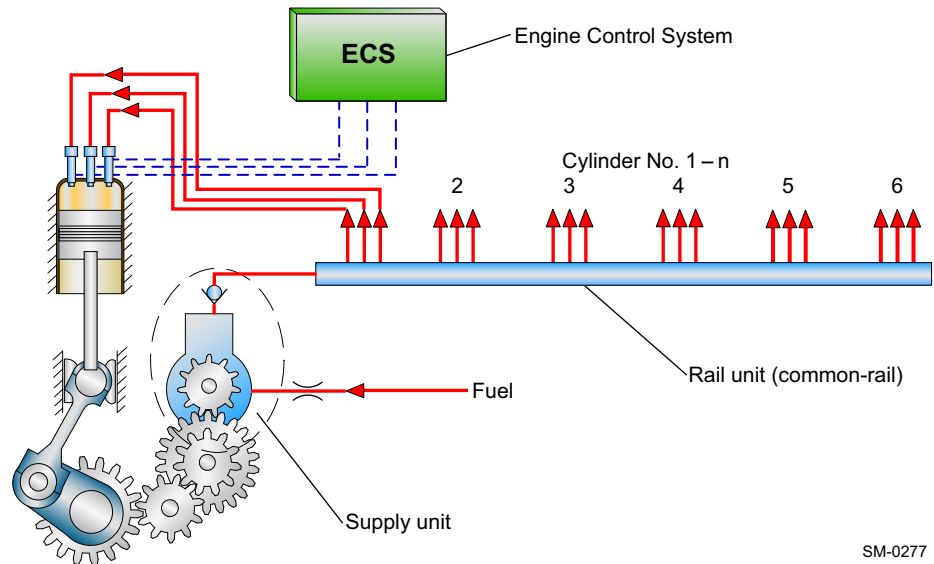 ECS
Engine Control System
Cylinder No. 1 – n
2 3 4 5 6
Rail unit (common-rail)
Fuel
Supply unit
SM-0277